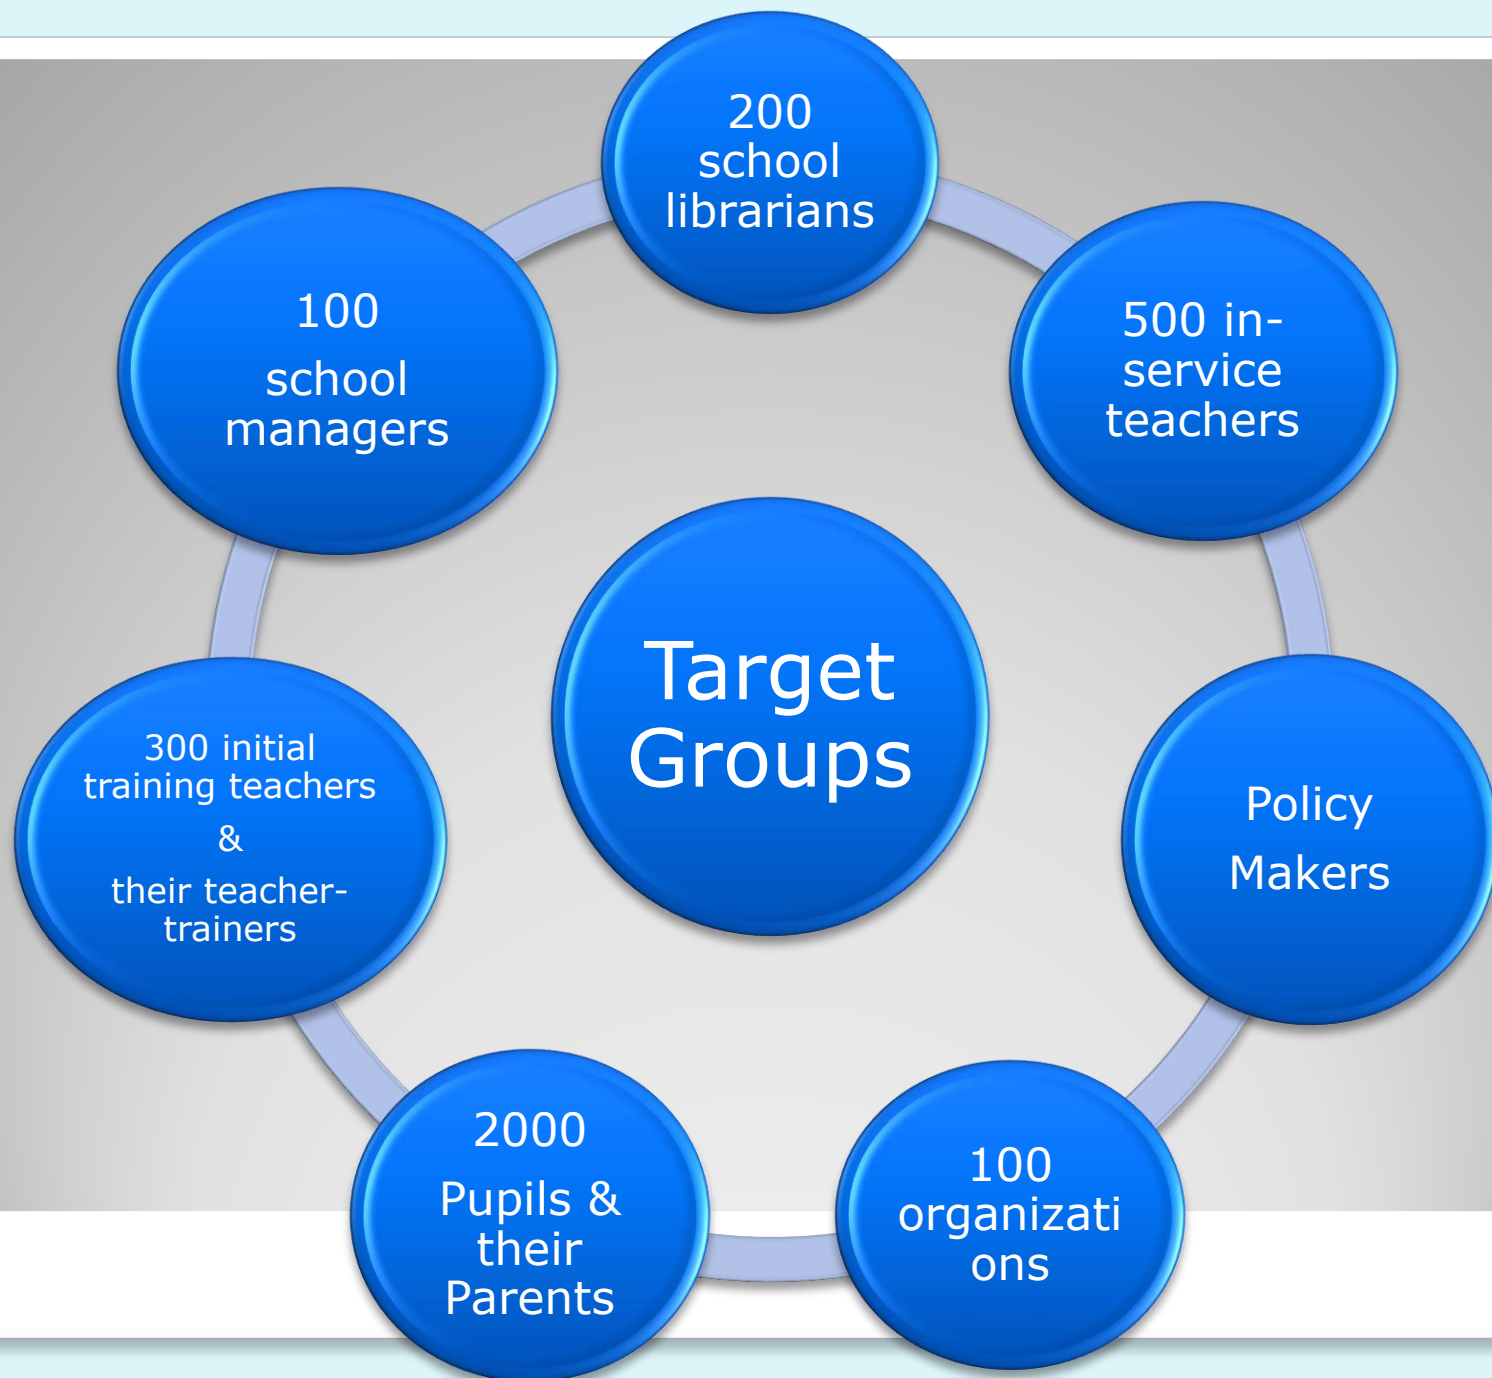 200
school
librarians
500 in-
service
teachers
Policy
Makers
100
organizati
ons
2000
Pupils &
their
Parents
300 initial
training teachers
&
their teacher-
trainers
100
school
managers
Target
Groups